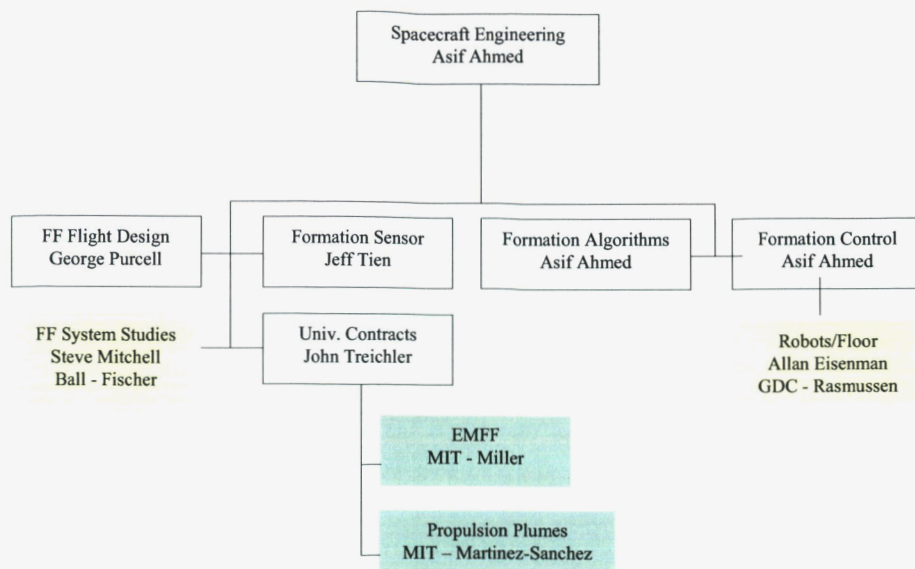 Spacecraft Engineering
Asif Ahmed
FF Flight Design
George Purcell
Formation Sensor
Jeff Tien
Formation Algorithms
Asif Ahmed
Formation Control
Asif Ahmed
FF System Studies
Steve Mitchell
Ball - Fischer
Univ. Contracts
John Treichler
Robots/Floor
Allan Eisenman
GDC - Rasmussen
EMFF
MIT - Miller
Propulsion Plumes
MIT – Martinez-Sanchez